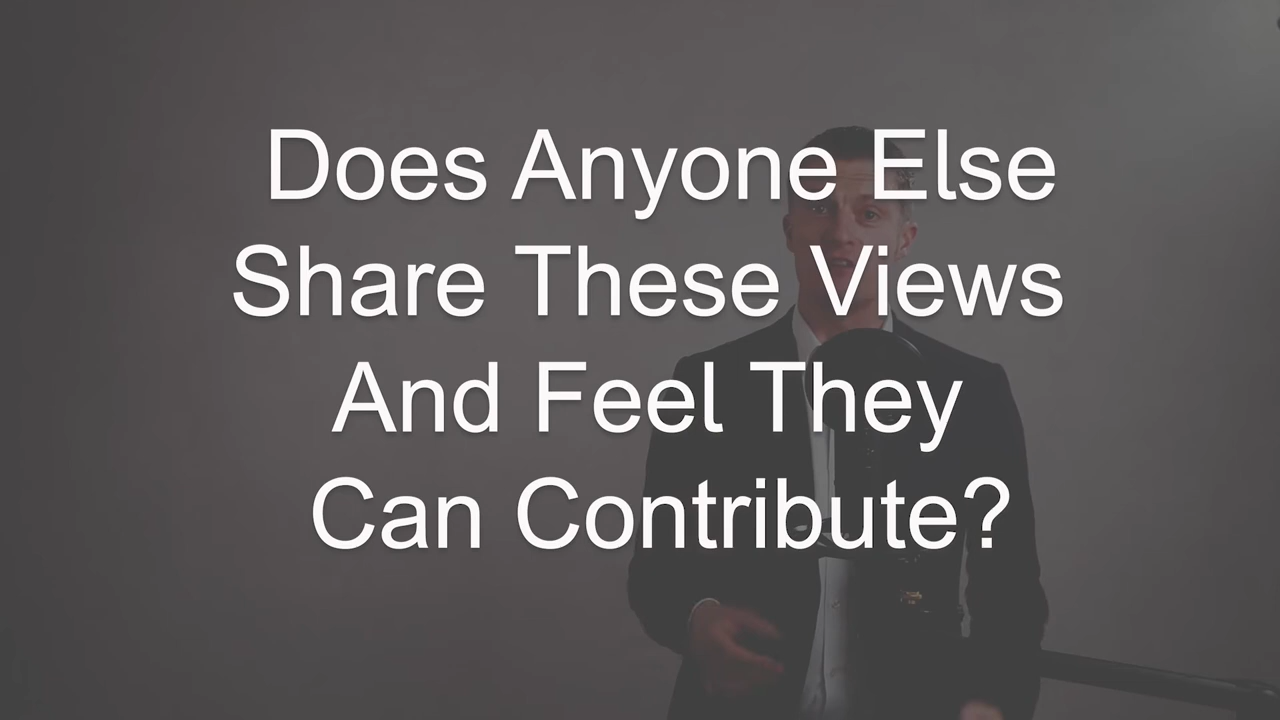 Does Anyone Else
Share These Views
And Feel They
Can Contribute?